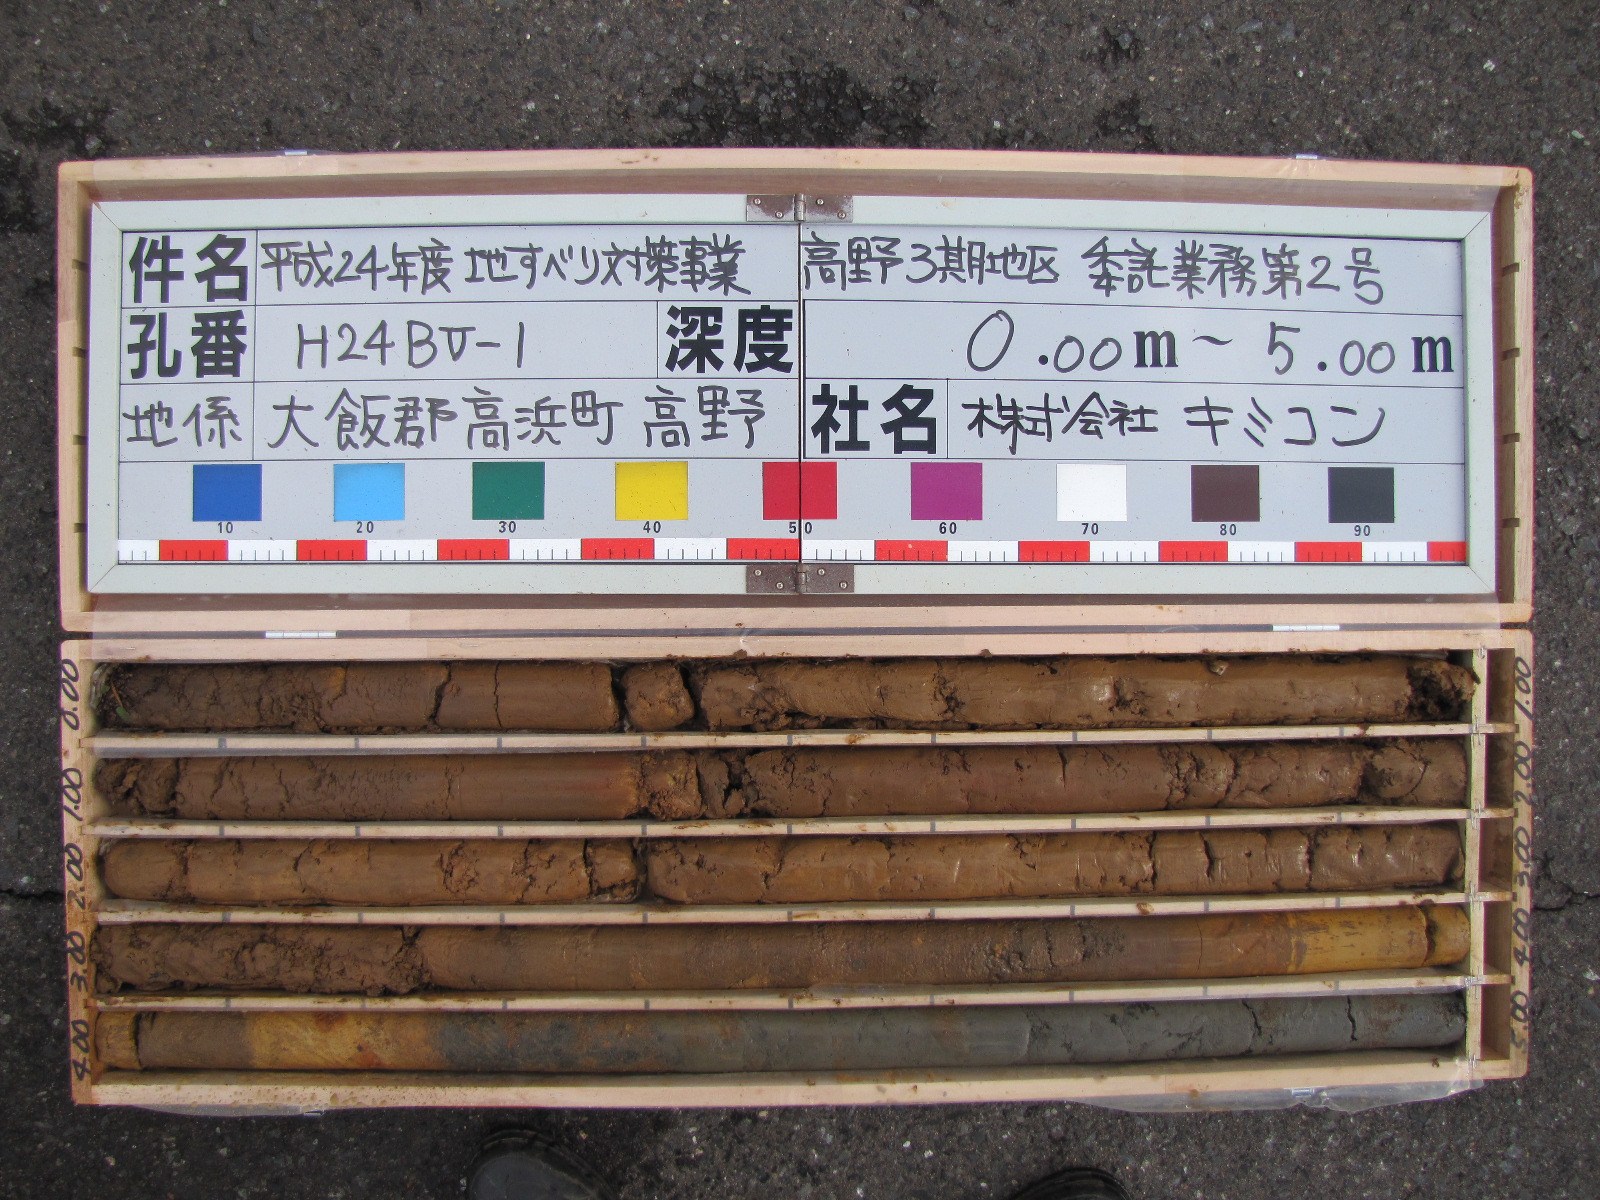 件名 平成24年度 地すべり対策事業 高野3期地区 委託業務第2号
孔番 H24BV-1 深度 0.00m~5.00m
地係 大飯郡高浜町 高野 社名 株式会社 キミコン
10 20 30 40 50 60 70 80 90
0.00 1.00
1.00 2.00
2.00 3.00
3.00 4.00
4.00 5.00